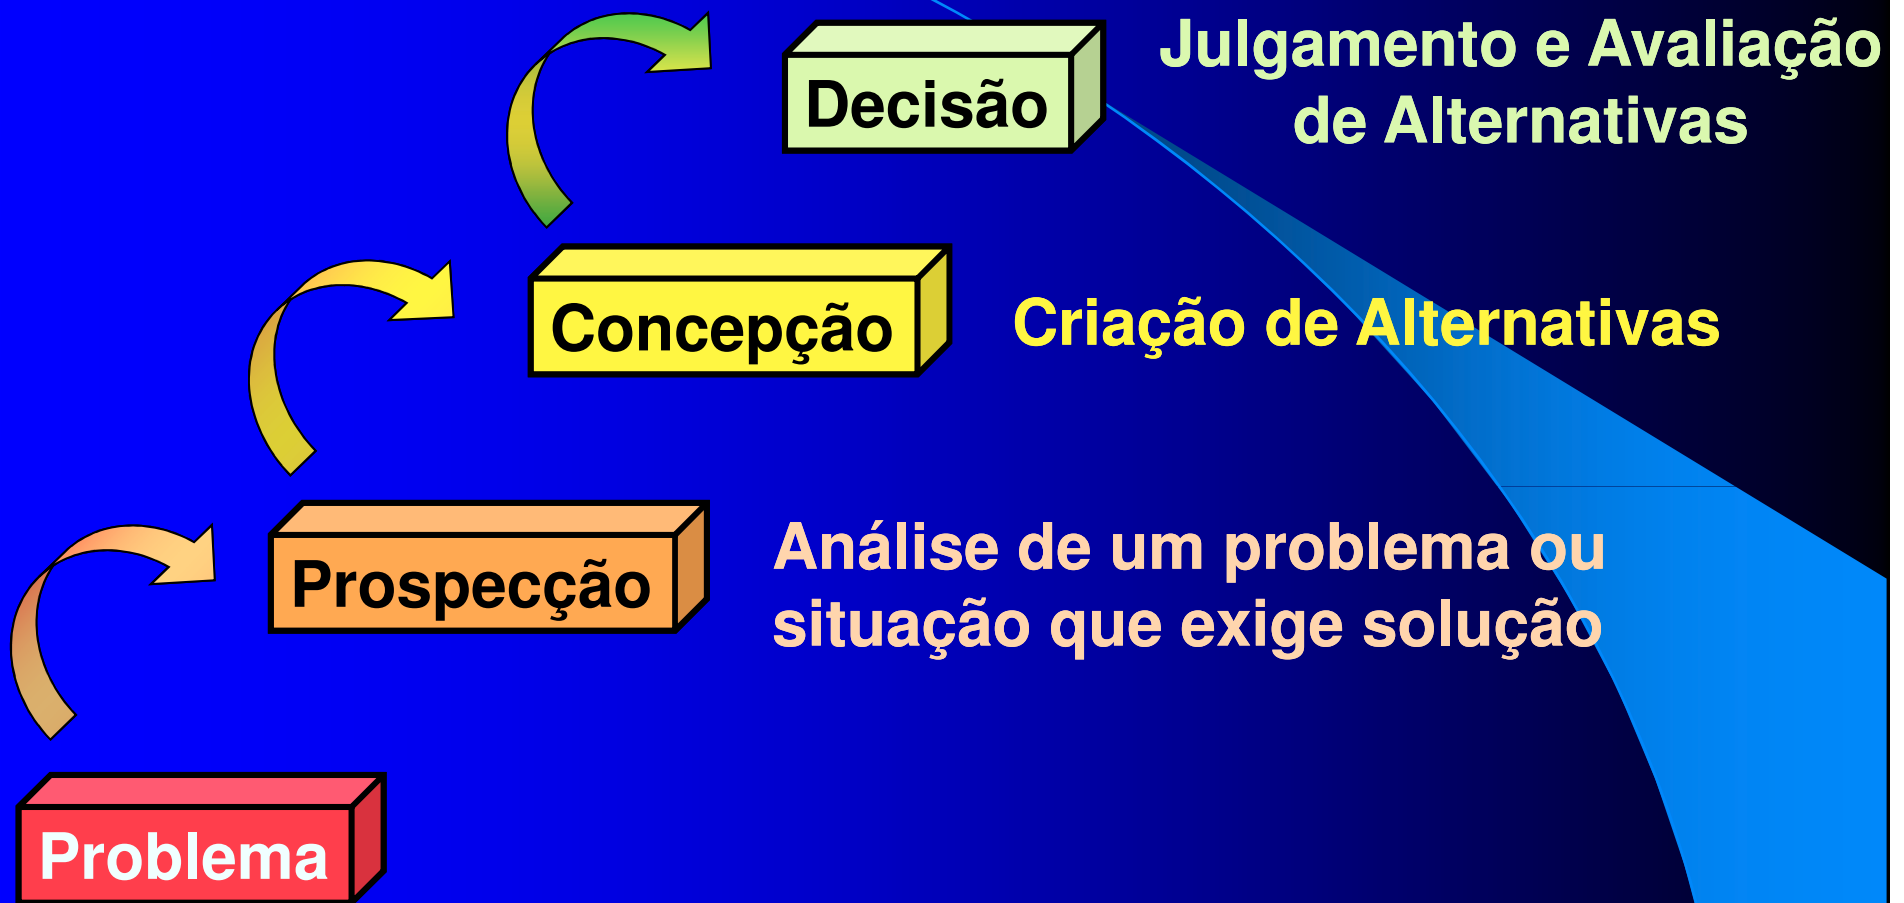 Decisão
Julgamento e Avaliação
de Alternativas
Concepção
Criação de Alternativas
Prospecção
Análise de um problema ou
situação que exige solução
Problema